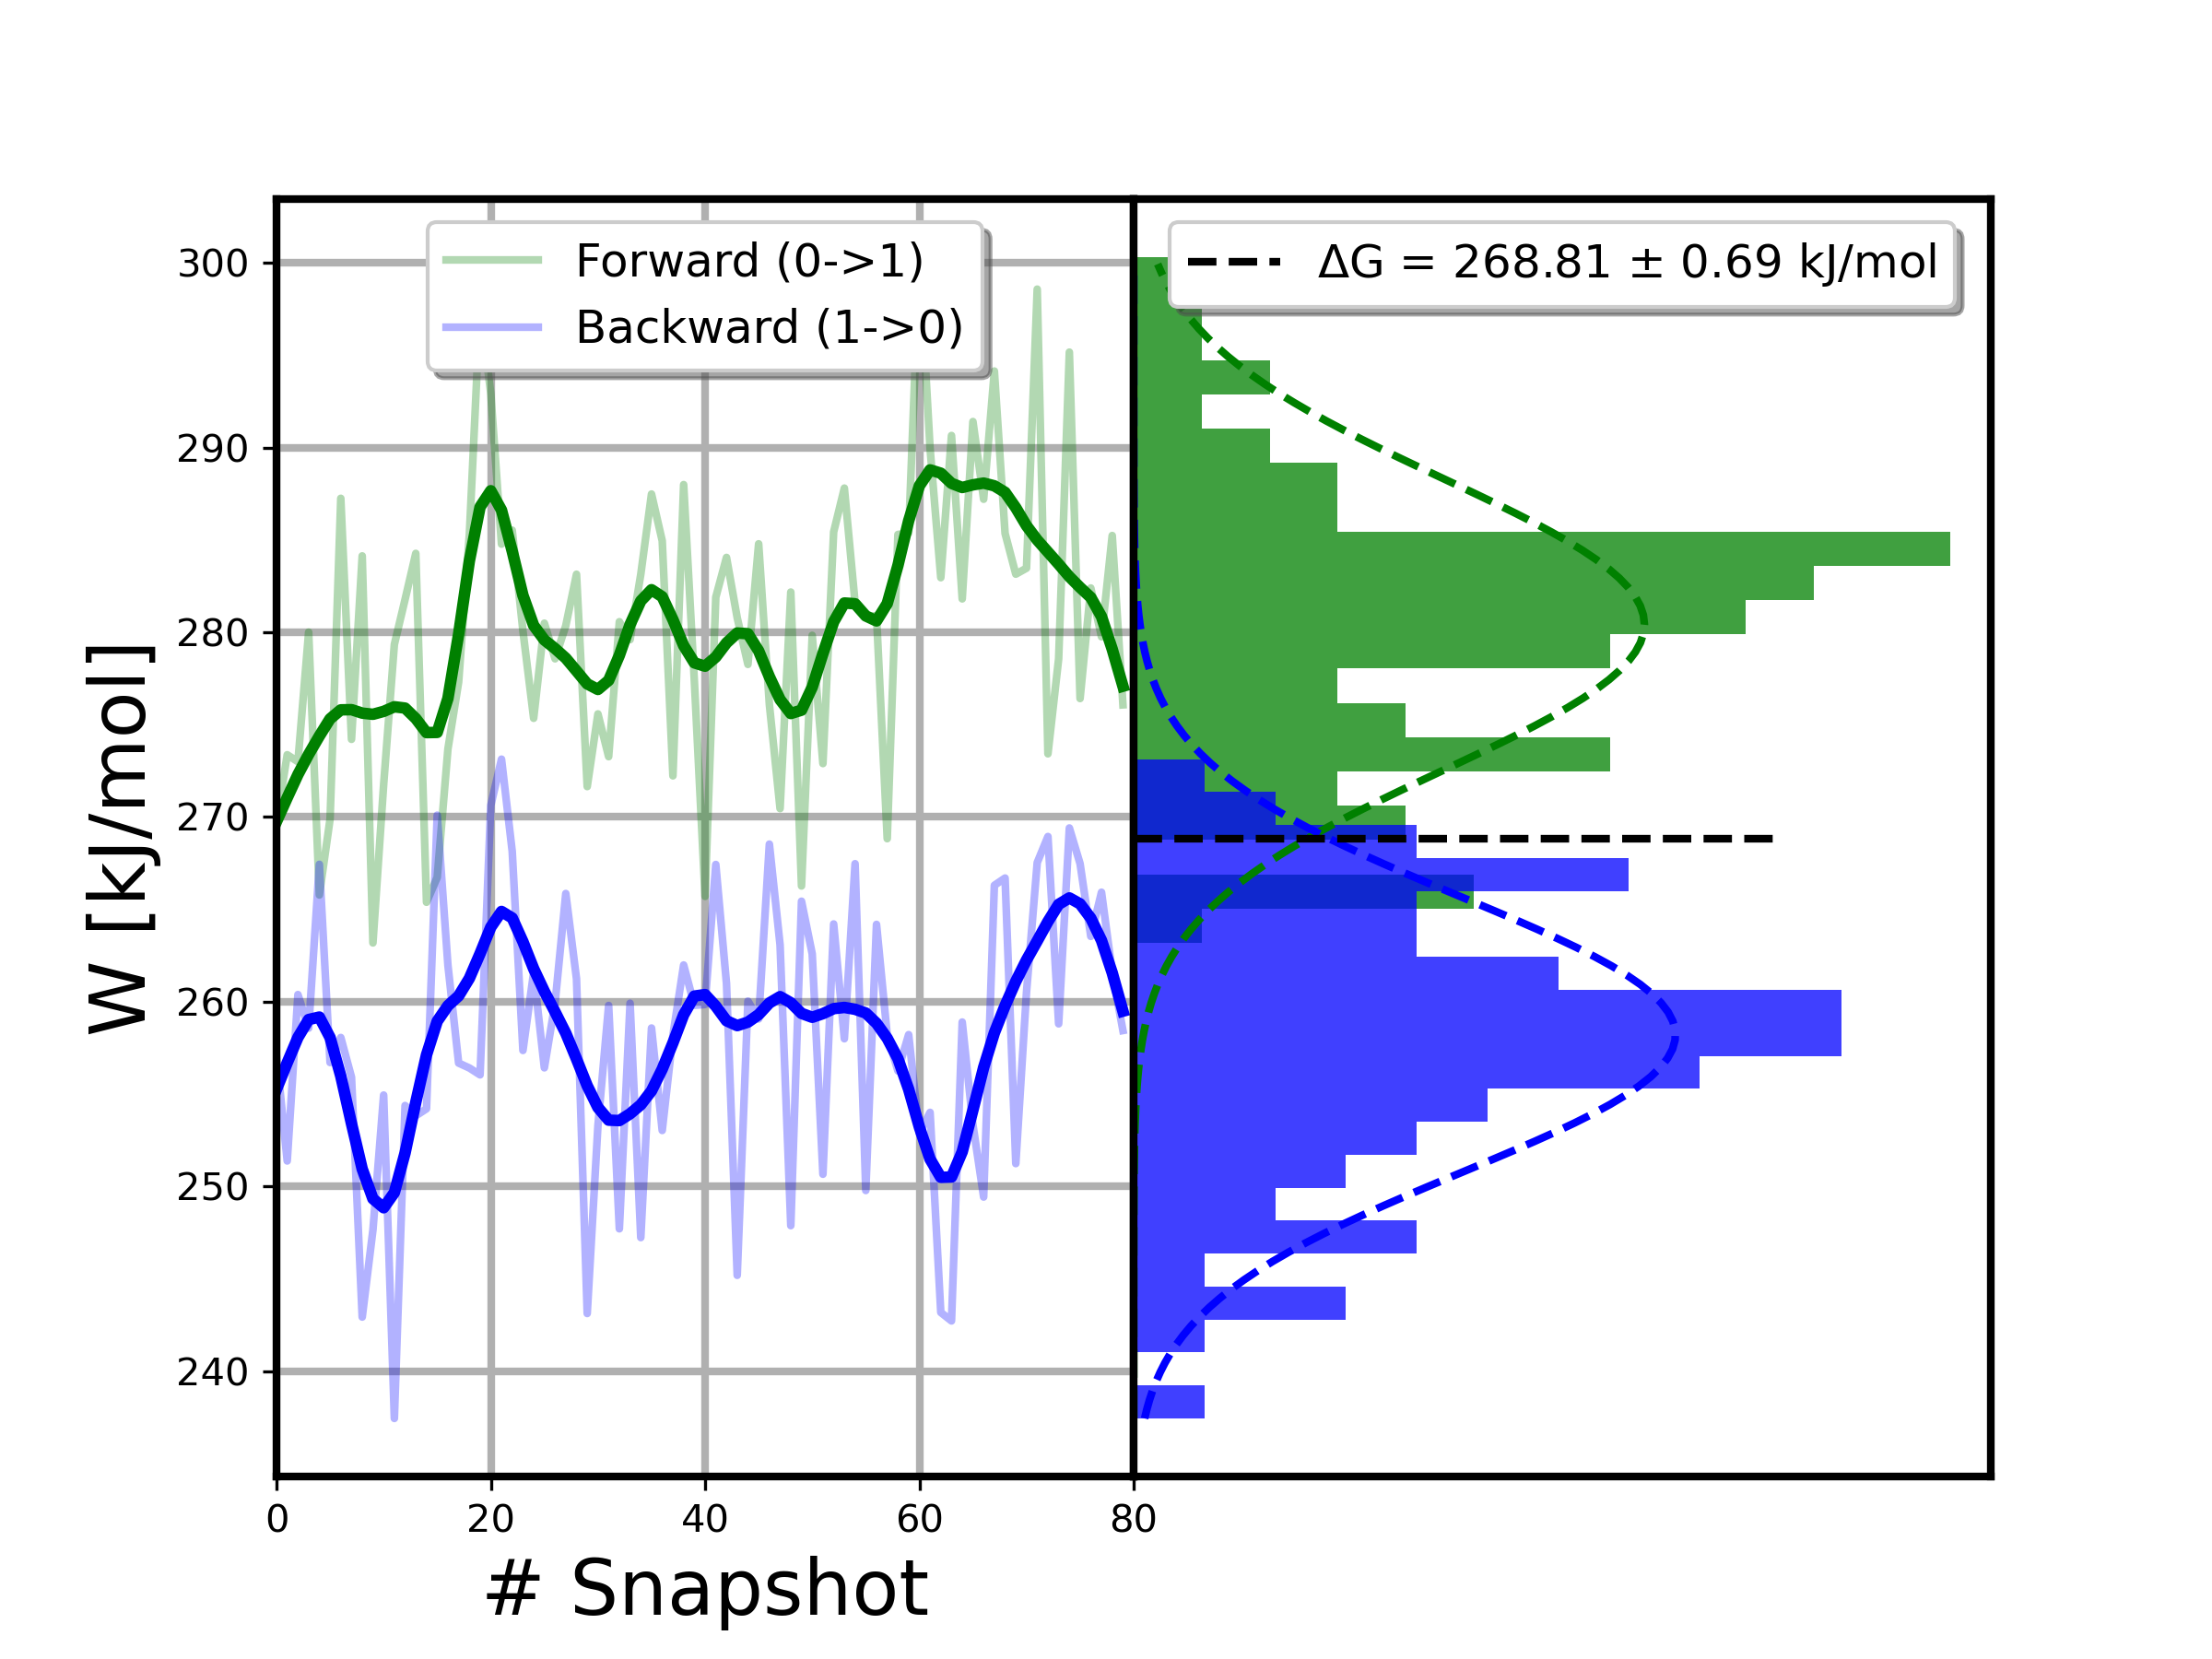 Forward (0->1)
Backward (1->0)
ΔG = 268.81 ± 0.69 kJ/mol
300
290
280
270
260
250
240
W [kJ/mol]
0
20
40
60
80
# Snapshot